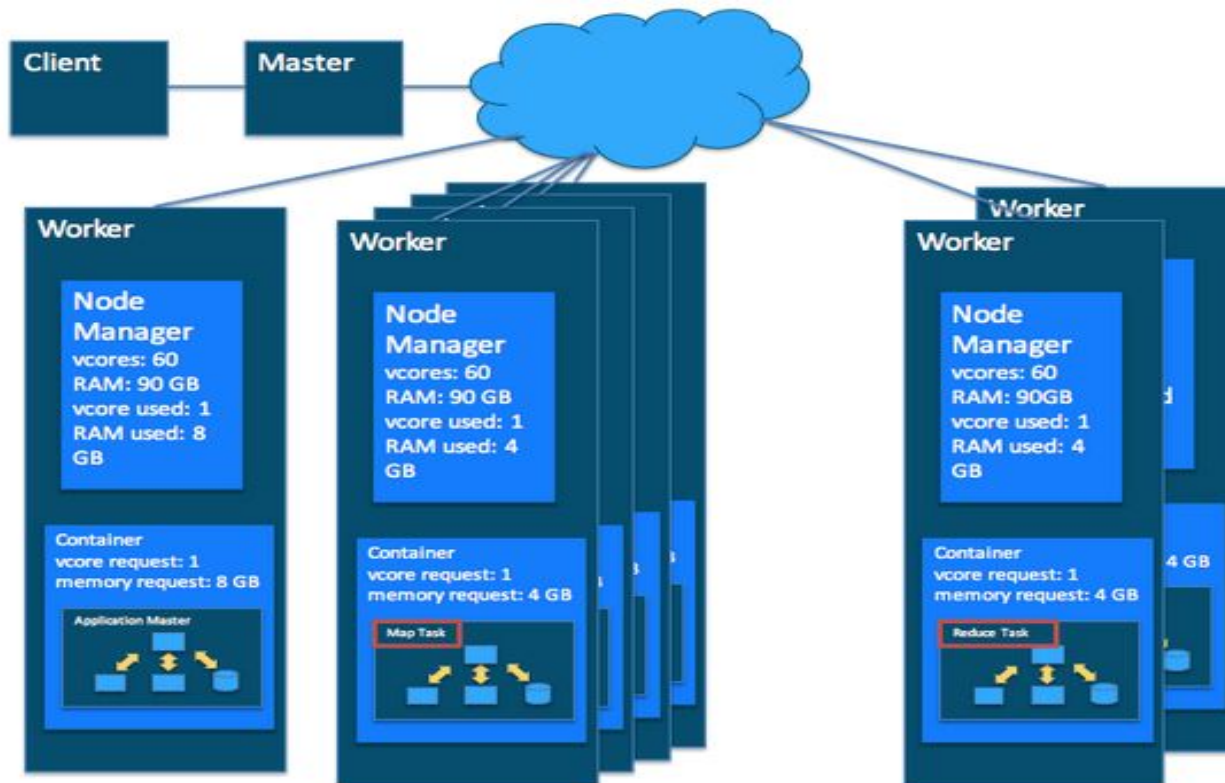 Client
Master
Worker
Node
Manager
vcores: 60
RAM: 90 GB
vcore used: 1
RAM used: 8
GB
Container
vcore request: 1
memory request: 8 GB
Application Master
Worker
Node
Manager
vcores: 60
RAM: 90 GB
vcore used: 1
RAM used: 4
GB
Container
vcore request: 1
memory request: 4 GB
Map Task
Worker
4 GB
Worker
Node
Manager
vcores: 60
RAM: 90GB
vcore used: 1
RAM used: 4
GB
Container
vcore request: 1
memory request: 4 GB
Reduce Task